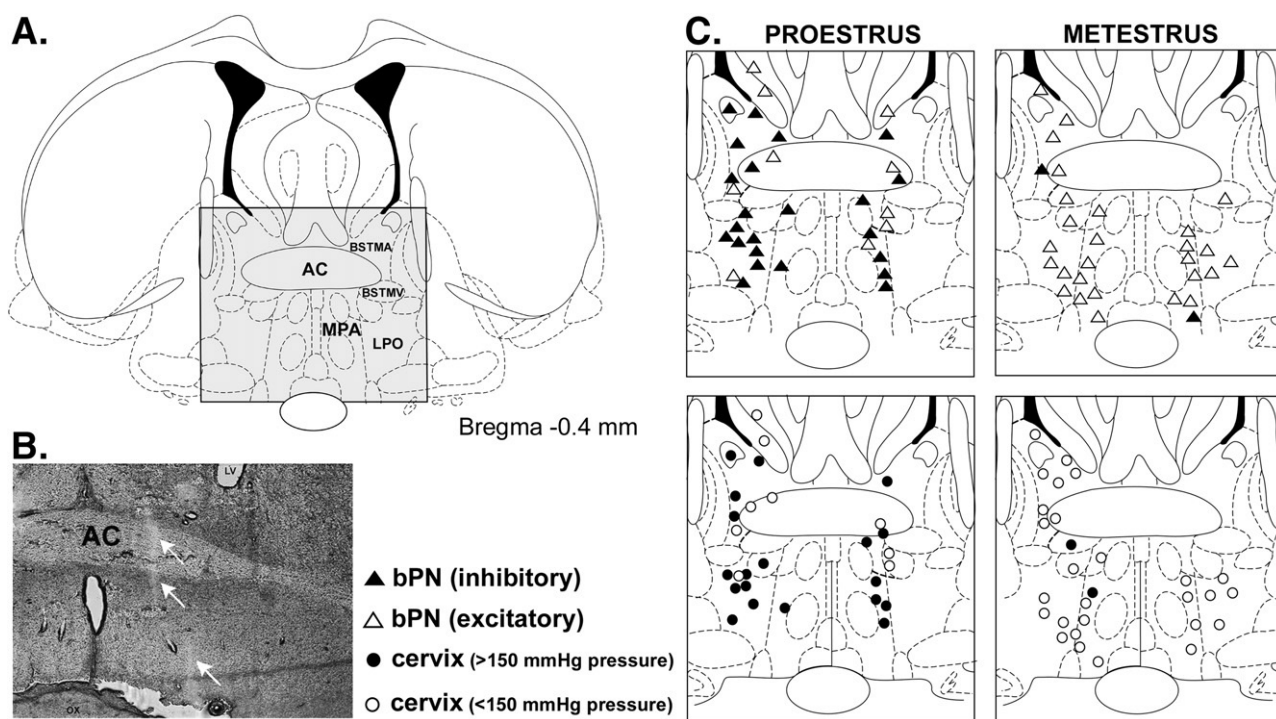 A.
BSTMA
AC
BSTMV
MPA
LPO
Bregma -0.4 mm
B.
LV
AC
OX
bPN (inhibitory)
bPN (excitatory)
cervix (>150 mmHg pressure)
cervix (<150 mmHg pressure)
C.
PROESTRUS
METESTRUS